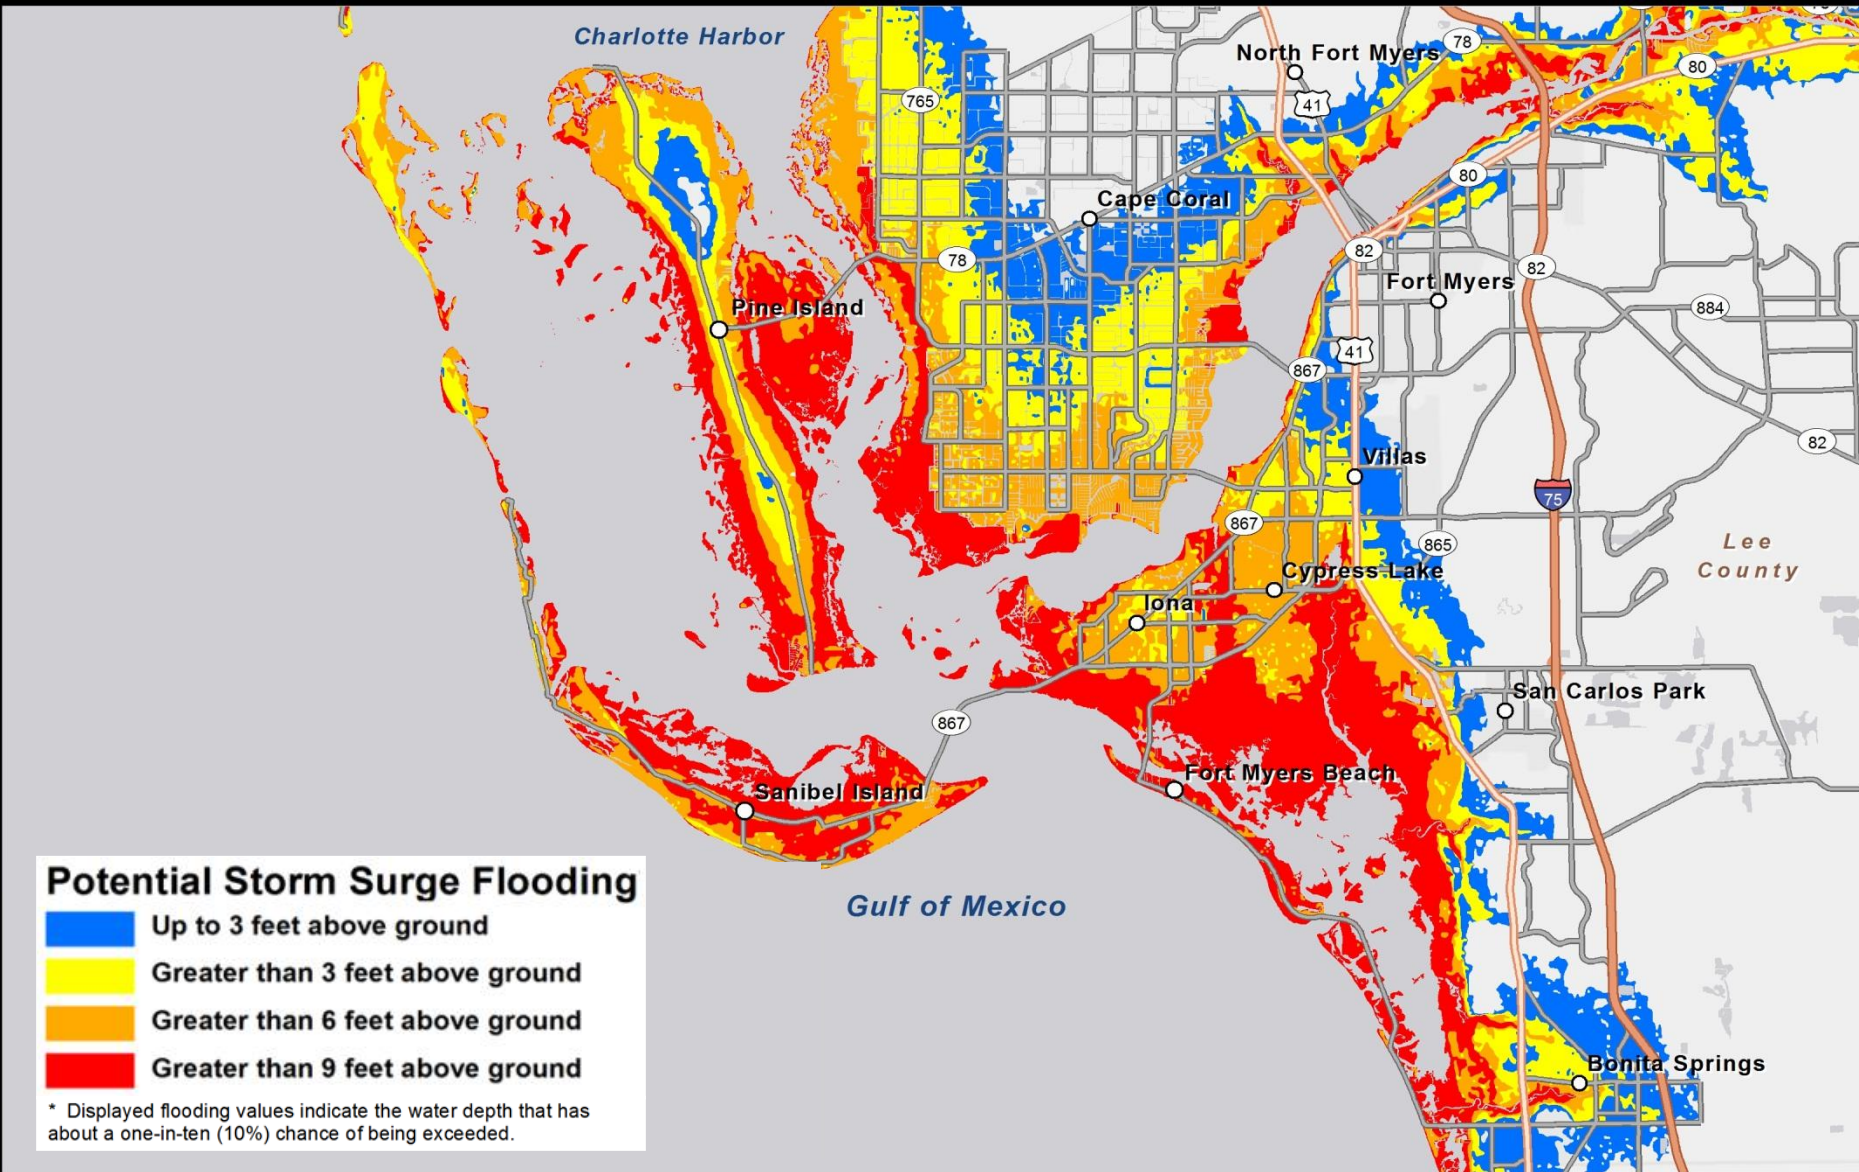 Charlotte Harbor
North Fort Myers
78
80
41
765
80
Cape Coral
82
78
82
Fort Myers
884
Pine Island
41
867
82
Villas
75
867
865
Lee
County
Cypress Lake
Iona
San Carlos Park
867
Fort Myers Beach
Sanibel Island
Gulf of Mexico
Bonita Springs
Potential Storm Surge Flooding
Up to 3 feet above ground
Greater than 3 feet above ground
Greater than 6 feet above ground
Greater than 9 feet above ground
* Displayed flooding values indicate the water depth that has
about a one-in-ten (10%) chance of being exceeded.